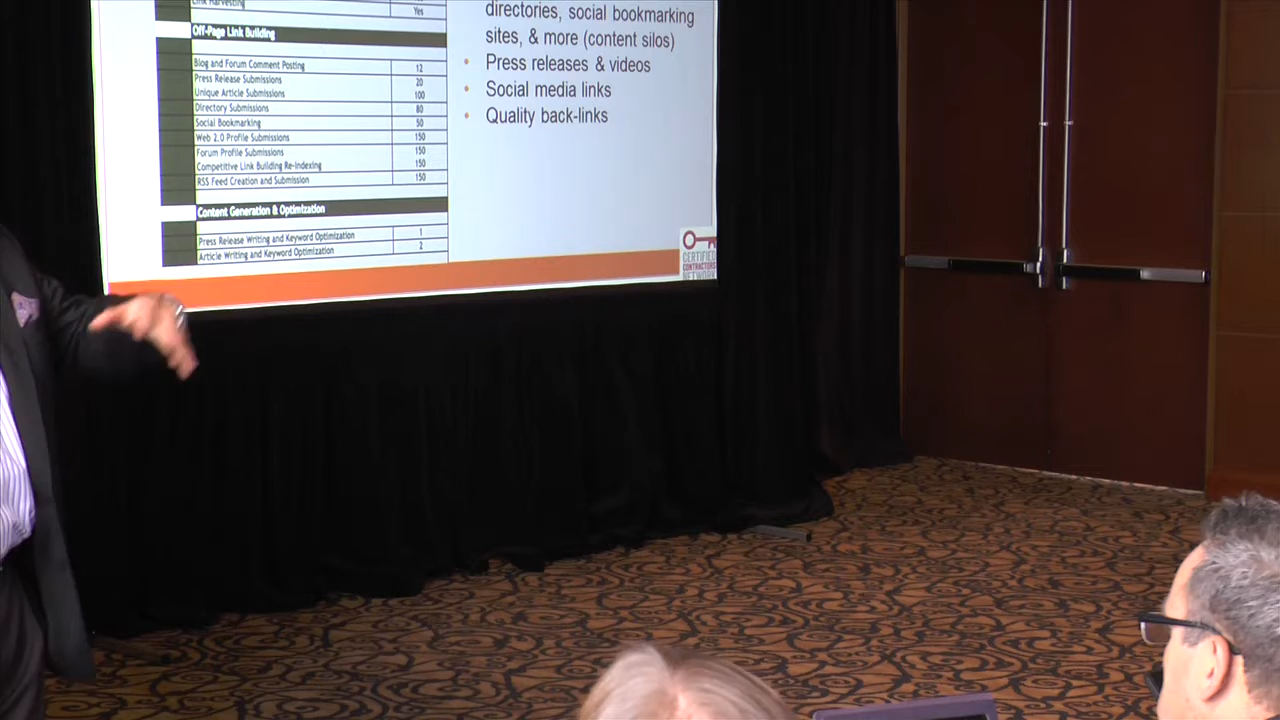 Link Harvesting
Yes
Off-Page Link Building
Blog and Forum Comment Posting 12
Press Release Submissions 20
Unique Article Submissions 100
Directory Submissions 80
Social Bookmarking 50
Web 2.0 Profile Submissions 150
Forum Profile Submissions 150
Competitive Link Building Re-Indexing 150
RSS Feed Creation and Submission 150
Content Generation & Optimization
Press Release Writing and Keyword Optimization 1
Article Writing and Keyword Optimization 2
directories, social bookmarking
sites, & more (content silos)
• Press releases & videos
• Social media links
• Quality back-links
CERTIFIED
CONTRACTORS
NETWORK